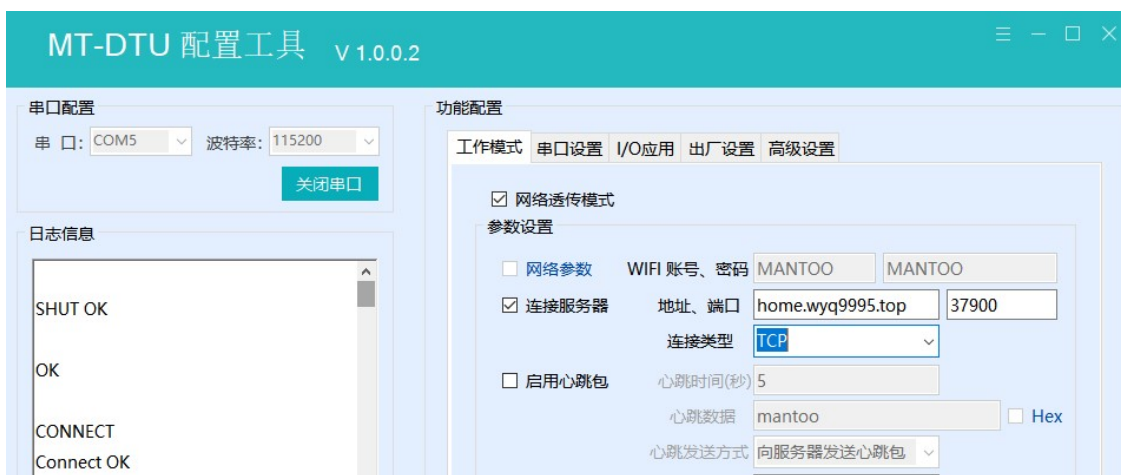 MT-DTU 配置工具 V 1.0.0.2
串口配置
串 口: COM5 波特率: 115200
关闭串口
日志信息
SHUT OK
OK
CONNECT
Connect OK
功能配置
工作模式 串口设置 I/O应用 出厂设置 高级设置
网络透传模式
参数设置
网络参数 WIFI 账号、密码 MANTOO MANTOO
连接服务器 地址、端口 home.wyq9995.top 37900
连接类型 TCP
启用心跳包 心跳时间(秒) 5
心跳数据 mantoo Hex
心跳发送方式 向服务器发送心跳包